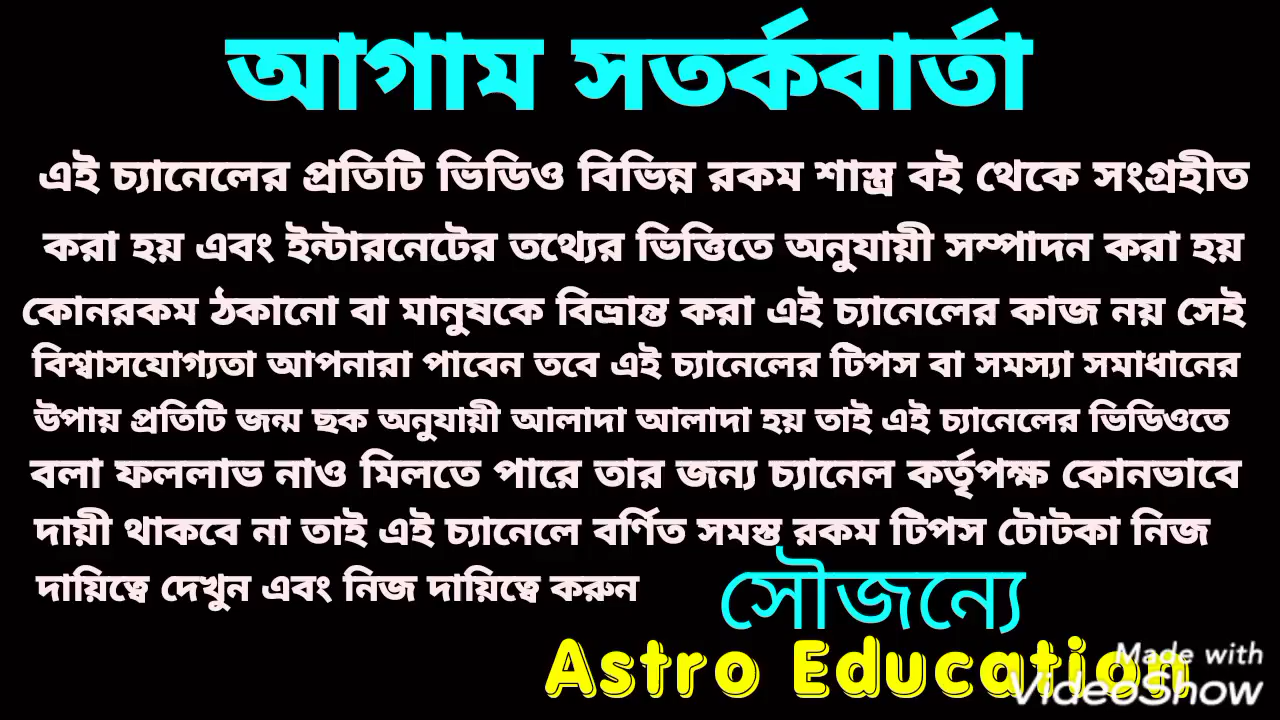 আগাম সতর্কবার্তা
এই চ্যানেলের প্রতিটি ভিডিও বিভিন্ন রকম শাস্ত্র বই থেকে সংগ্রহীত
করা হয় এবং ইন্টারনেটের তথ্যের ভিত্তিতে অনুযায়ী সম্পাদন করা হয়
কোনরকম ঠকানো বা মানুষকে বিভ্রান্ত করা এই চ্যানেলের কাজ নয় সেই
বিশ্বাসযোগ্যতা আপনারা পাবেন তবে এই চ্যানেলের টিপস বা সমস্যা সমাধানের
উপায় প্রতিটি জন্ম ছক অনুযায়ী আলাদা আলাদা হয় তাই এই চ্যানেলের ভিডিওতে
বলা ফললাভ নাও মিলতে পারে তার জন্য চ্যানেল কর্তৃপক্ষ কোনভাবে
দায়ী থাকবে না তাই এই চ্যানেলে বর্ণিত সমস্ত রকম টিপস টোটকা নিজ
দায়িত্বে দেখুন এবং নিজ দায়িত্বে করুন
সৌজন্যে
Astro Education
Made with
VideoShow